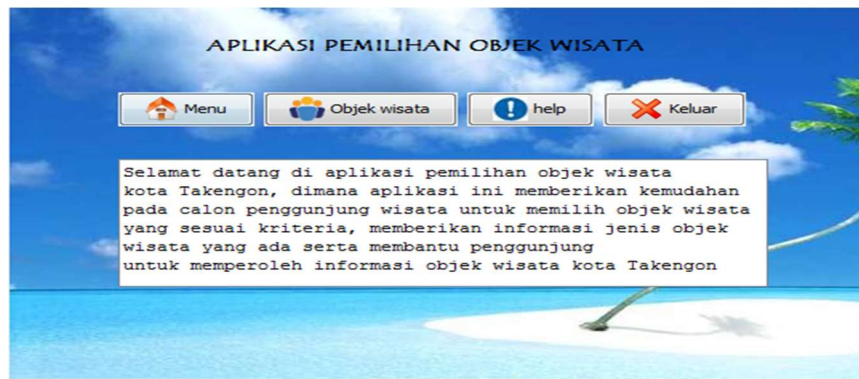 APLIKASI PEMILIHAN OBJEK WISATA
Menu
Objek wisata
help
Keluar
Selamat datang di aplikasi pemilihan objek wisata
kota Takengon, dimana aplikasi ini memberikan kemudahan
pada calon penggunjung wisata untuk memilih objek wisata
yang sesuai kriteria, memberikan informasi jenis objek
wisata yang ada serta membantu penggunjung
untuk memperoleh informasi objek wisata kota Takengon